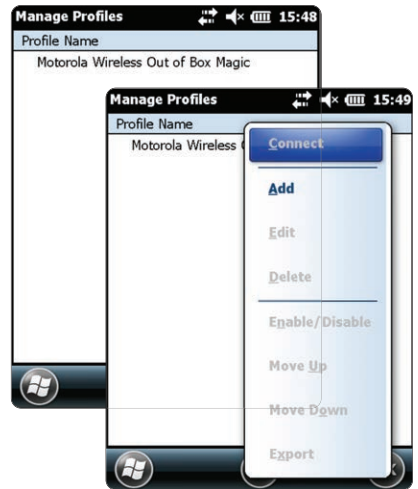 Manage Profiles 15:48
Profile Name
Motorola Wireless Out of Box Magic
Manage Profiles 15:49
Profile Name
Motorola Wireless
Connect
Add
Edit
Delete
Enable/Disable
Move Up
Move Down
Export